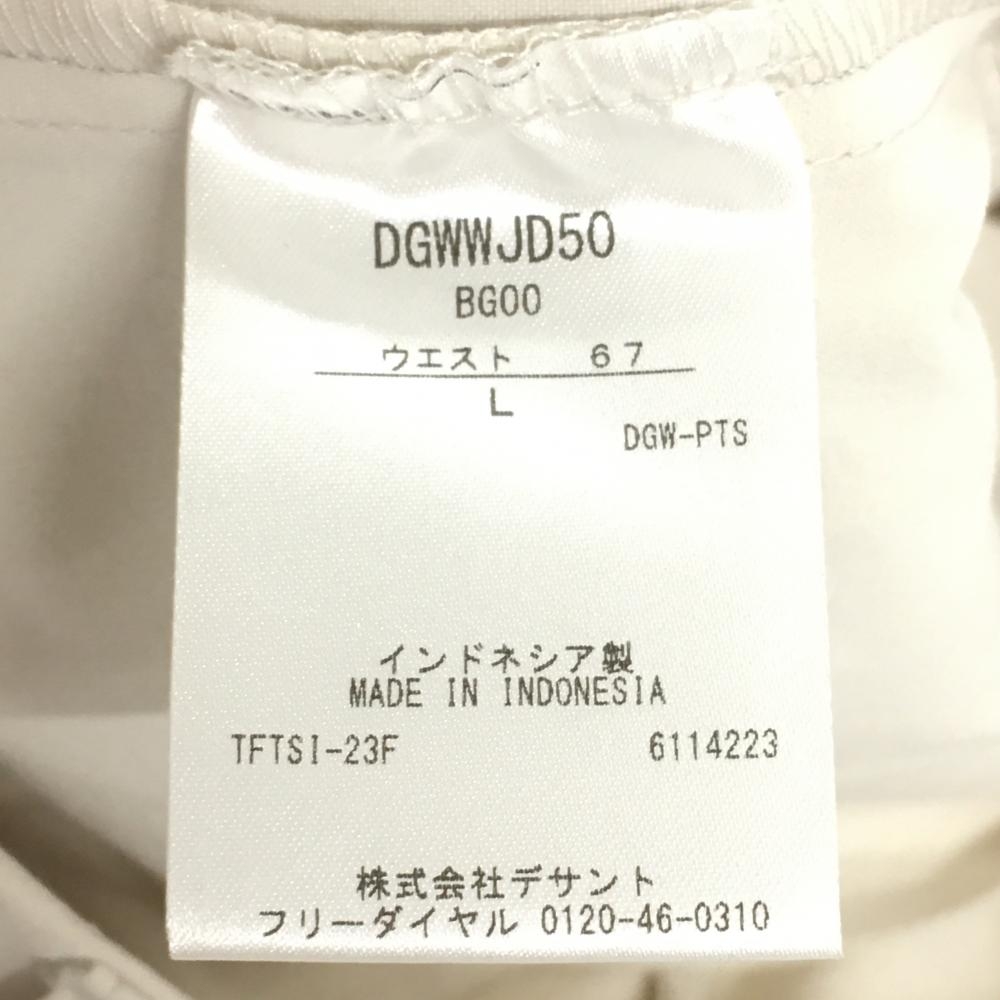 DGWWJD50
BG00
ウエスト 67
L
DGW-PTS
インドネシア製
MADE IN INDONESIA
TFTSI-23F 6114223
株式会社デサント
フリーダイヤル 0120-46-0310